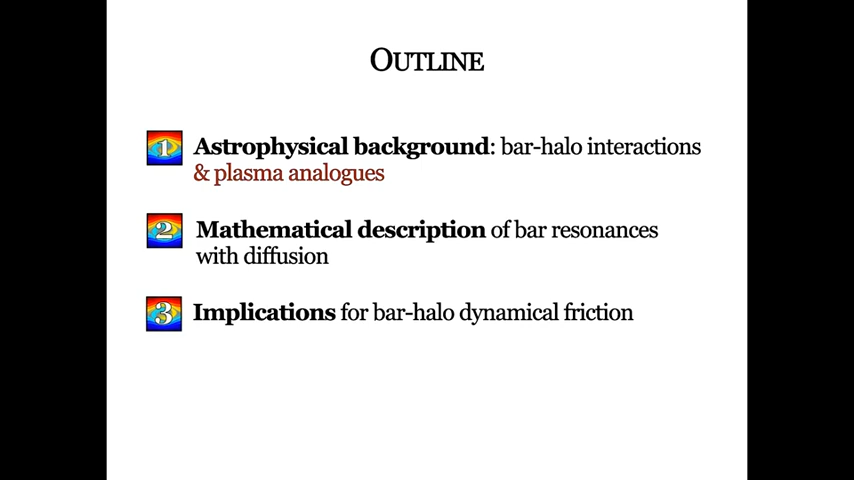 OUTLINE
1 Astrophysical background: bar-halo interactions
& plasma analogues
2 Mathematical description of bar resonances
with diffusion
3 Implications for bar-halo dynamical friction